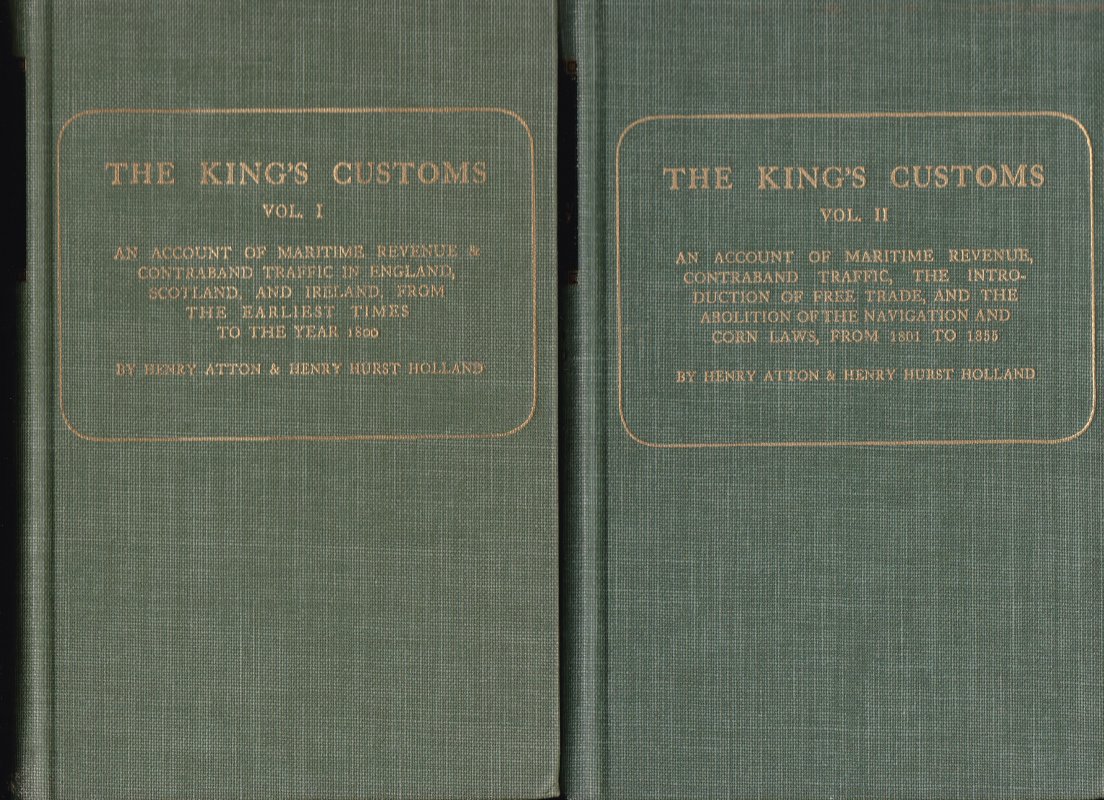 THE KING'S CUSTOMS
VOL. I
AN ACCOUNT OF MARITIME REVENUE &
CONTRABAND TRAFFIC IN ENGLAND,
SCOTLAND, AND IRELAND, FROM
THE EARLIEST TIMES
TO THE YEAR 1800
BY HENRY ATTON & HENRY HURST HOLLAND
THE KING'S CUSTOMS
VOL. II
AN ACCOUNT OF MARITIME REVENUE,
CONTRABAND TRAFFIC, THE INTRO-
DUCTION OF FREE TRADE, AND THE
ABOLITION OF THE NAVIGATION AND
CORN LAWS, FROM 1801 TO 1855
BY HENRY ATTON & HENRY HURST HOLLAND